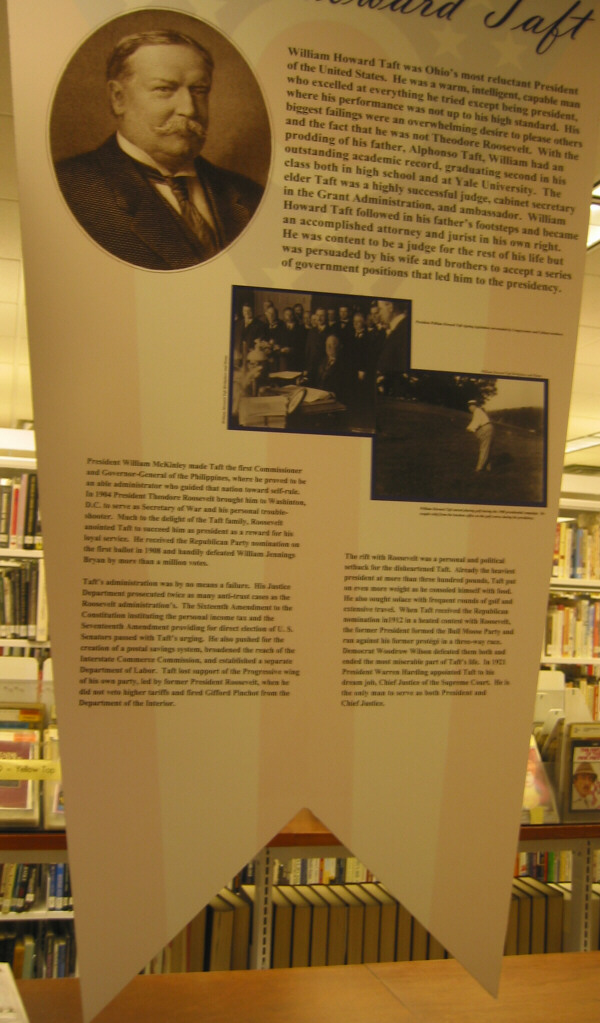 Howard Taft
William Howard Taft was Ohio's most reluctant President
of the United States. He was a warm, intelligent, capable man
who excelled at everything he tried except being president,
where his performance was not up to his high standard. His
biggest failings were an overwhelming desire to please others
and the fact that he was not Theodore Roosevelt. With the
prodding of his father, Alphonso Taft, William had an
outstanding academic record, graduating second in his
class both in high school and at Yale University. The
elder Taft was a highly successful judge, cabinet secretary
in the Grant Administration, and ambassador. William
Howard Taft followed in his father's footsteps and became
an accomplished attorney and jurist in his own right.
He was content to be a judge for the rest of his life but
was persuaded by his wife and brothers to accept a series
of government positions that led him to the presidency.
President William McKinley made Taft the first Commissioner
and Governor-General of the Philippines, where he proved to be
an able administrator who guided that nation toward self-rule.
In 1904 President Theodore Roosevelt brought him to Washinton,
D.C. to serve as Secretary of War and his personal trouble-
shooter. Much to the delight of the Taft family, Roosevelt
anointed Taft to succeed him as president as a reward for his
loyal service. He received the Republican Party nomination on
the first ballot in 1908 and handily defeated William Jennings
Bryan by more than a million votes.
Taft's administration was by no means a failure. His Justice
Department prosecuted twice as many anti-trust cases as the
Roosevelt administration's. The Sixteenth Amendment to the
Constitution instituting the personal income tax and the
Seventeenth Amendment providing for direct election of U. S.
Senators passed with Taft's urging. He also pushed for the
creation of a postal savings system, broadened the reach of the
Interstate Commerce Commission, and established a separate
Department of Labor. Taft lost support of the Progressive wing
of his own party, led by former President Roosevelt, when he
did not veto higher tariffs and fired Gifford Pinchot from the
Department of the Interior.
The rift with Roosevelt was a personal and political
setback for the disheartened Taft. Already the heaviest
president at more than three hundred pounds, Taft put
on even more weight as he consoled himself with food.
He also sought solace with frequent rounds of golf and
extensive travel. When Taft received the Republican
nomination in1912 in a heated contest with Roosevelt,
the former President formed the Bull Moose Party and
ran against his former protégé in a three-way race.
Democrat Woodrow Wilson defeated them both and
ended the most miserable part of Taft's life. In 1921
President Warren Harding appointed Taft to his
dream job, Chief Justice of the Supreme Court. He is
the only man to serve as both President and
Chief Justice.
Yellow Top